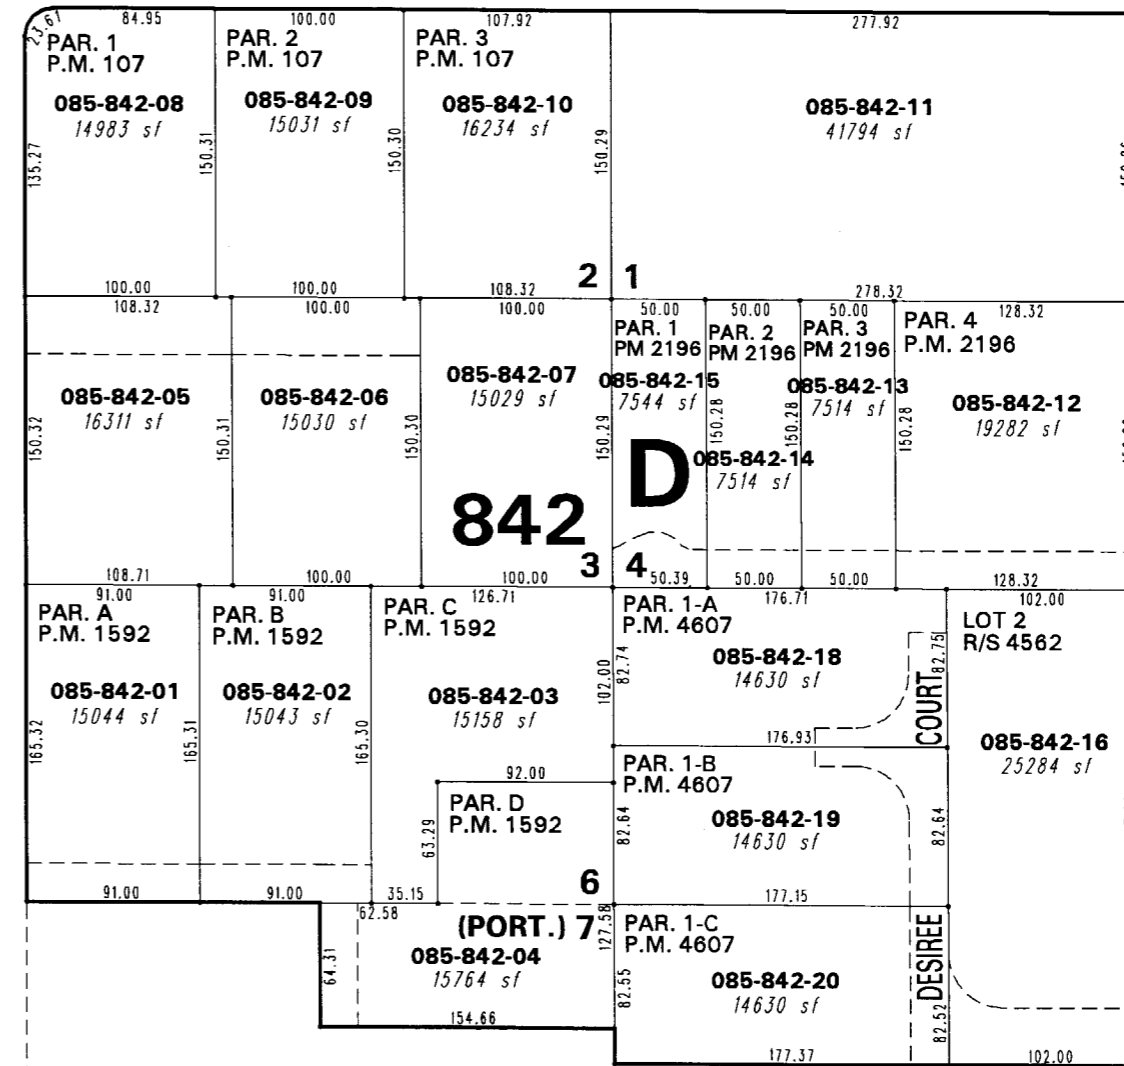 23.61
84.95
100.00
107.92
277.92
PAR. 1
P.M. 107
PAR. 2
P.M. 107
PAR. 3
P.M. 107
085-842-08
14983 sf
085-842-09
15031 sf
085-842-10
16234 sf
085-842-11
41794 sf
135.27
150.31
150.30
150.29
2
1
100.00
100.00
108.32
278.32
108.32
100.00
100.00
50.00
50.00
50.00
128.32
PAR. 1
PM 2196
PAR. 2
PM 2196
PAR. 3
PM 2196
PAR. 4
P.M. 2196
085-842-05
16311 sf
085-842-06
15030 sf
085-842-07
15029 sf
085-842-15
7544 sf
085-842-13
7514 sf
085-842-12
19282 sf
085-842-14
7514 sf
150.32
150.31
150.30
150.29
150.28
150.28
150.28
D
842
3
4
108.71
100.00
100.00
50.39
50.00
50.00
128.32
91.00
91.00
126.71
176.71
102.00
PAR. A
P.M. 1592
PAR. B
P.M. 1592
PAR. C
P.M. 1592
PAR. 1-A
P.M. 4607
LOT 2
R/S 4562
085-842-01
15044 sf
085-842-02
15043 sf
085-842-03
15158 sf
085-842-18
14630 sf
085-842-16
25284 sf
165.32
165.31
165.30
102.00
82.74
82.75
COURT
176.93
92.00
PAR. D
P.M. 1592
63.29
PAR. 1-B
P.M. 4607
085-842-19
14630 sf
82.64
82.64
91.00
91.00
35.15
62.58
6
177.15
(PORT.) 7
127.58
085-842-04
15764 sf
64.31
154.66
PAR. 1-C
P.M. 4607
085-842-20
14630 sf
82.55
DESIREE
82.52
177.37
102.00